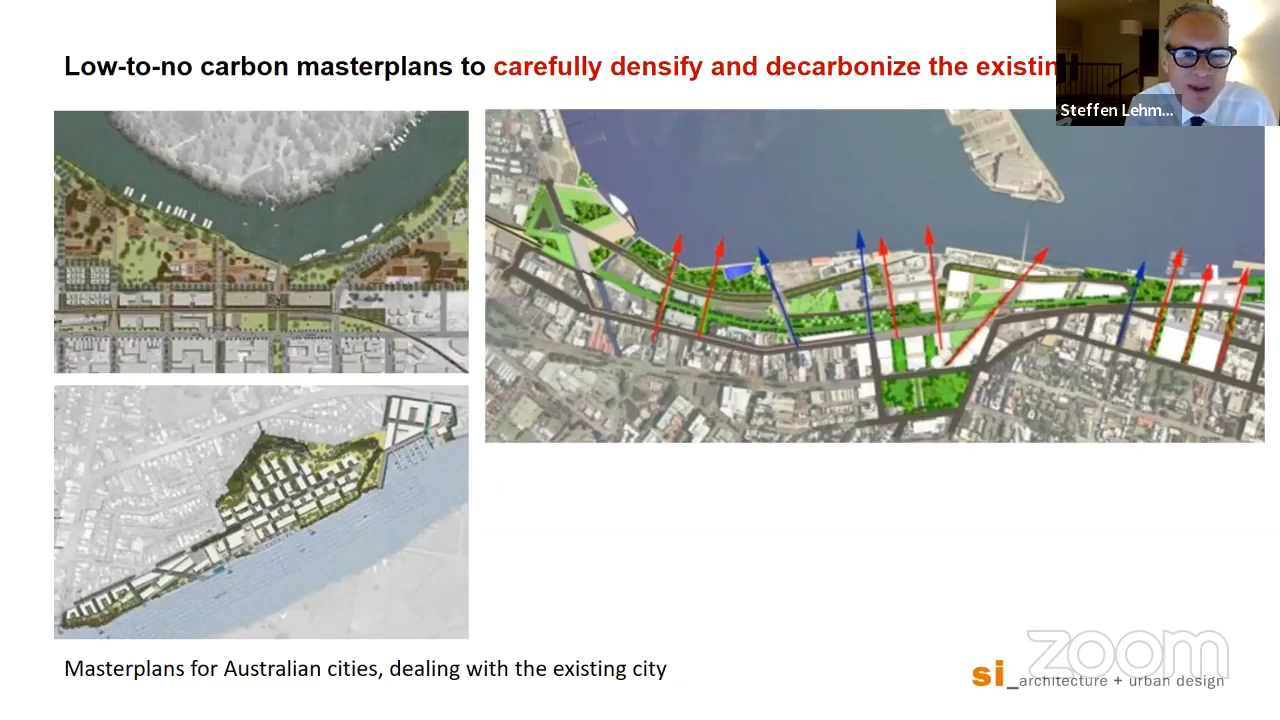 Low-to-no carbon masterplans to carefully densify and decarbonize the existin
Steffen Lehm...
Masterplans for Australian cities, dealing with the existing city
zoom
si_architecture + urban design